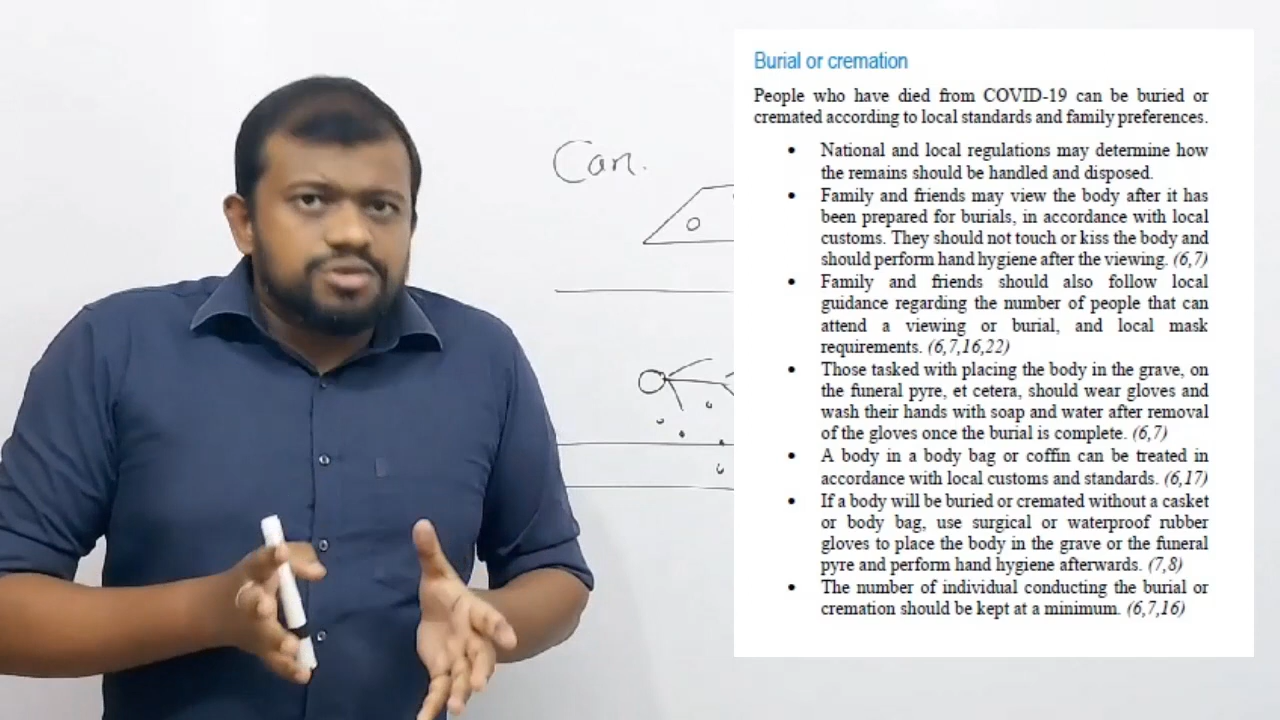 Can.
Burial or cremation
People who have died from COVID-19 can be buried or
cremated according to local standards and family preferences.
• National and local regulations may determine how
the remains should be handled and disposed.
• Family and friends may view the body after it has
been prepared for burials, in accordance with local
customs. They should not touch or kiss the body and
should perform hand hygiene after the viewing. (6,7)
• Family and friends should also follow local
guidance regarding the number of people that can
attend a viewing or burial, and local mask
requirements. (6,7,16,22)
• Those tasked with placing the body in the grave, on
the funeral pyre, et cetera, should wear gloves and
wash their hands with soap and water after removal
of the gloves once the burial is complete. (6,7)
• A body in a body bag or coffin can be treated in
accordance with local customs and standards. (6,17)
• If a body will be buried or cremated without a casket
or body bag, use surgical or waterproof rubber
gloves to place the body in the grave or the funeral
pyre and perform hand hygiene afterwards. (7,8)
• The number of individual conducting the burial or
cremation should be kept at a minimum. (6,7,16)